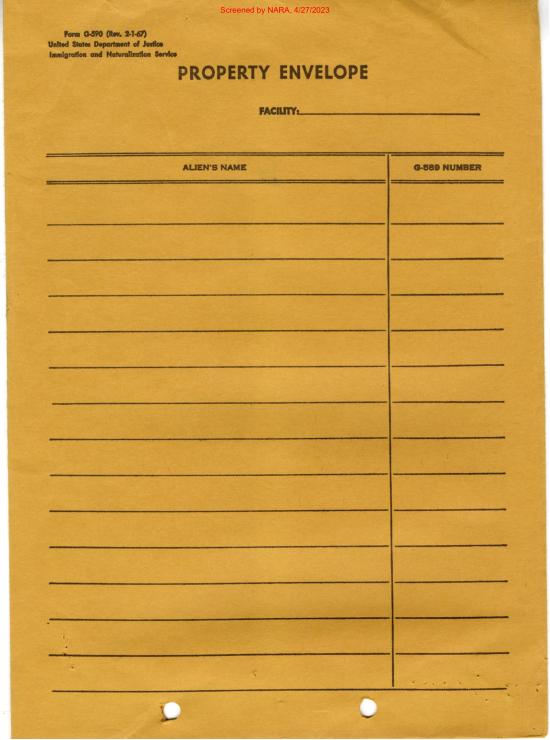 Screened by NARA, 4/27/2023
Form G-590 (Rev. 2-1-67)
United States Department of Justice
Immigration and Naturalization Service
PROPERTY ENVELOPE
FACILITY:
ALIEN'S NAME
G-589 NUMBER